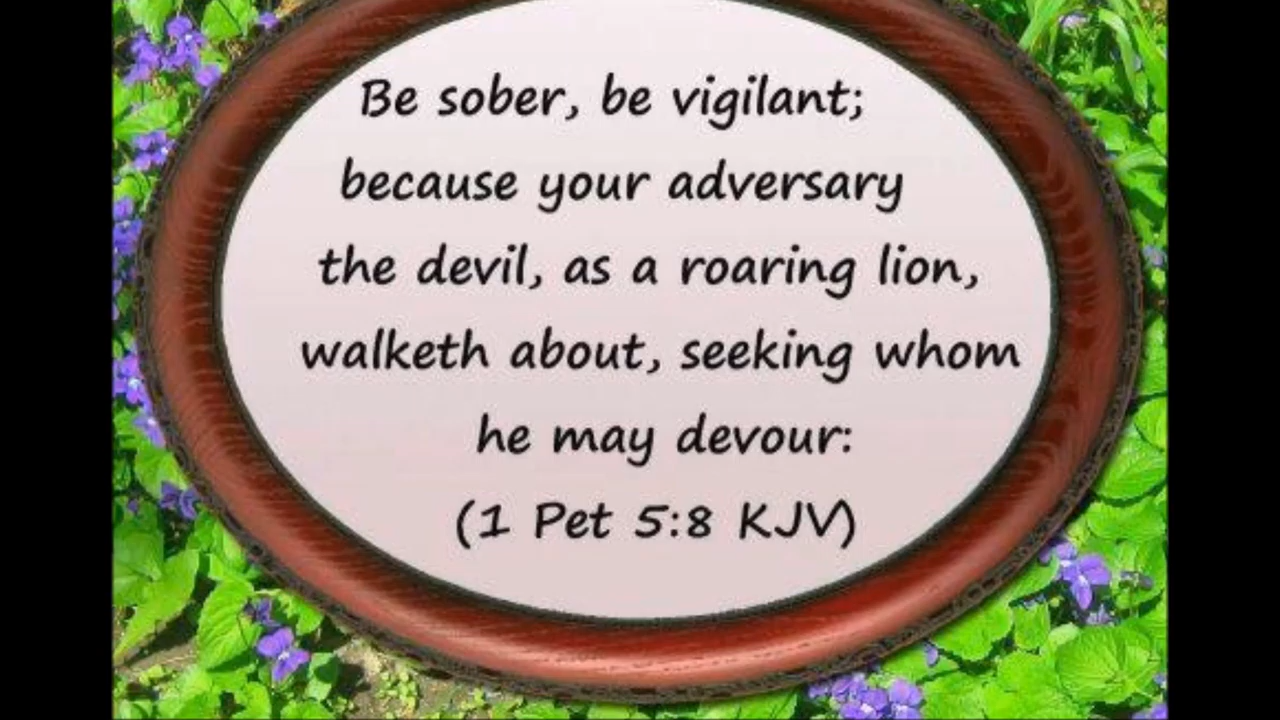 Be sober, be vigilant;
because your adversary
the devil, as a roaring lion,
walketh about, seeking whom
he may devour:
(1 Pet 5:8 KJV)